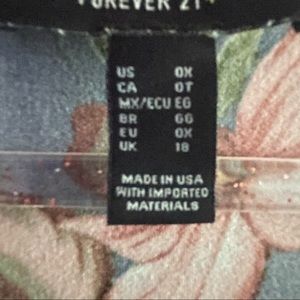 FOREVER 21
US 0X
CA 0T
MX/ECU EG
BR GG
EU 0X
UK 18
MADE IN USA
WITH IMPORTED
MATERIALS